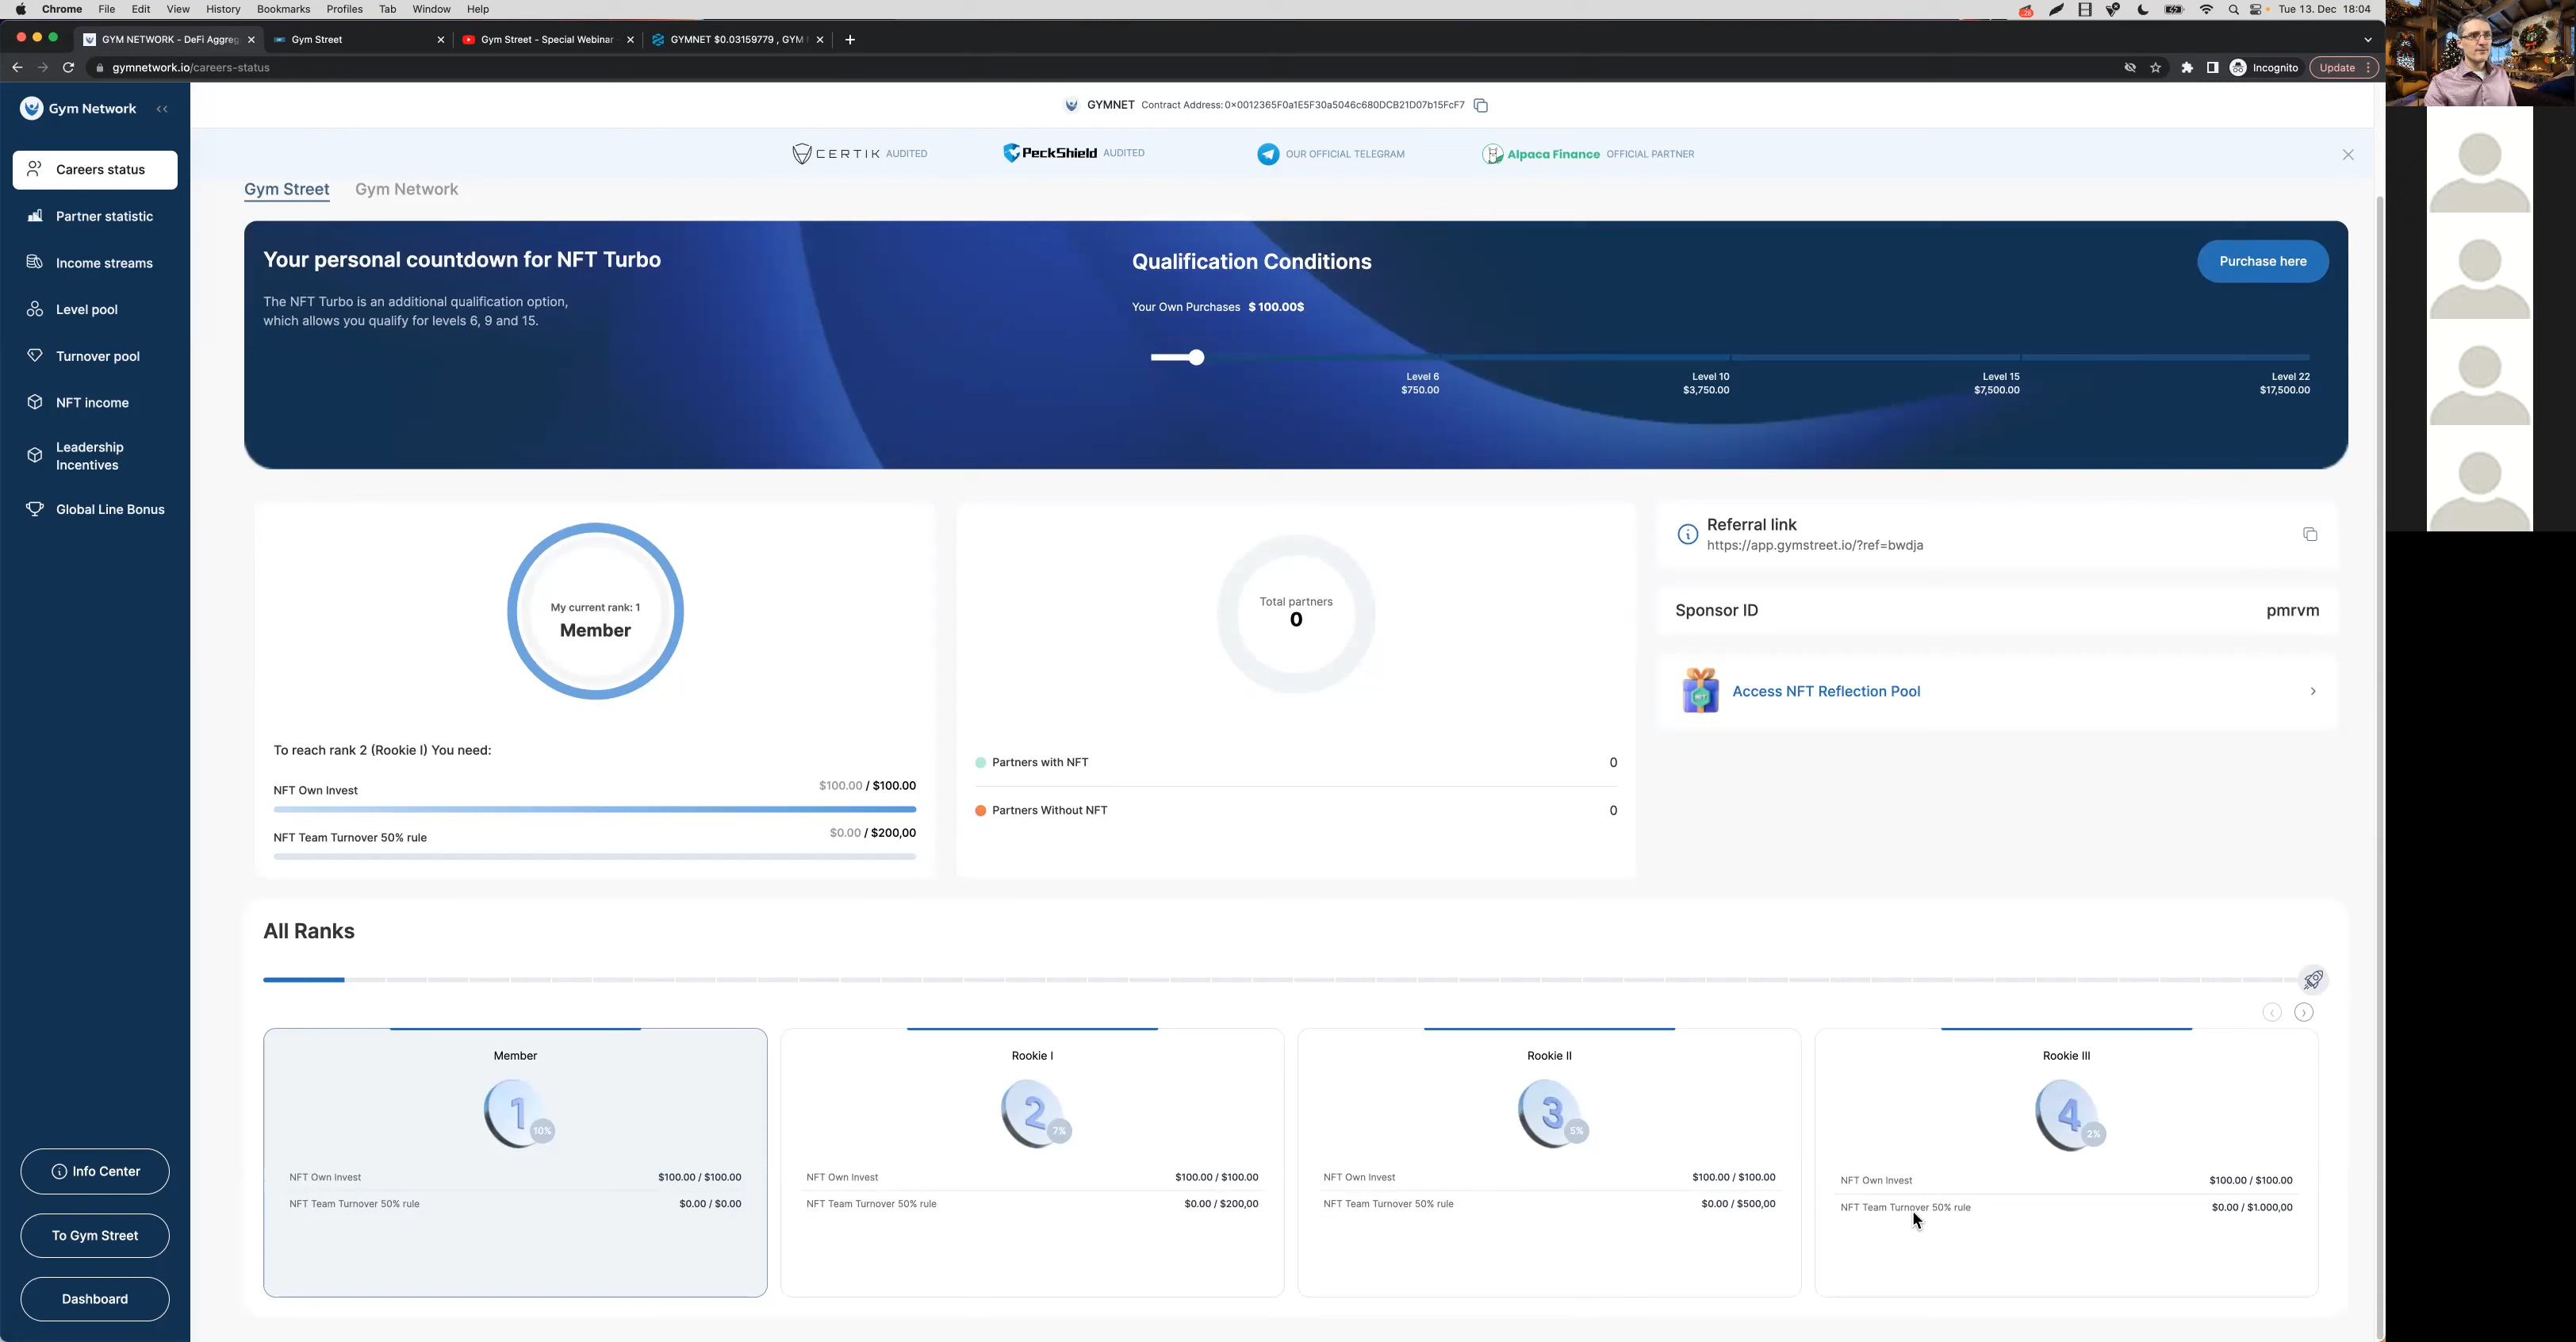 Chrome File Edit View History Bookmarks Profiles Tab Window Help
Tue 13. Dec 18:04
GYM NETWORK - DeFi Aggreg
Gym Street
Gym Street - Special Webinar
GYMNET $0.03159779 , GYM
gymnetwork.io/careers-status
Incognito
Update
Gym Network
Careers status
Partner statistic
Income streams
Level pool
Turnover pool
NFT income
Leadership
Incentives
Global Line Bonus
Info Center
To Gym Street
Dashboard
GYMNET Contract Address: 0x0012365F0a1E5F30a5046c680DCB21D07b15FcF7
CERTIK AUDITED
PeckShield AUDITED
OUR OFFICIAL TELEGRAM
Alpaca Finance OFFICIAL PARTNER
Gym Street Gym Network
Your personal countdown for NFT Turbo
The NFT Turbo is an additional qualification option,
which allows you qualify for levels 6, 9 and 15.
Qualification Conditions
Purchase here
Your Own Purchases $ 100.00$
Level 6
$750.00
Level 10
$3,750.00
Level 15
$7,500.00
Level 22
$17,500.00
My current rank: 1
Member
To reach rank 2 (Rookie I) You need:
NFT Own Invest $100.00 / $100.00
NFT Team Turnover 50% rule $0.00 / $200,00
Total partners
0
Partners with NFT 0
Partners Without NFT 0
Referral link
https://app.gymstreet.io/?ref=bwdja
Sponsor ID pmrvm
NFT
Access NFT Reflection Pool
All Ranks
Member
1
10%
NFT Own Invest $100.00 / $100.00
NFT Team Turnover 50% rule $0.00 / $0.00
Rookie I
2
7%
NFT Own Invest $100.00 / $100.00
NFT Team Turnover 50% rule $0.00 / $200,00
Rookie II
3
5%
NFT Own Invest $100.00 / $100.00
NFT Team Turnover 50% rule $0.00 / $500,00
Rookie III
4
2%
NFT Own Invest $100.00 / $100.00
NFT Team Turnover 50% rule $0.00 / $1.000,00